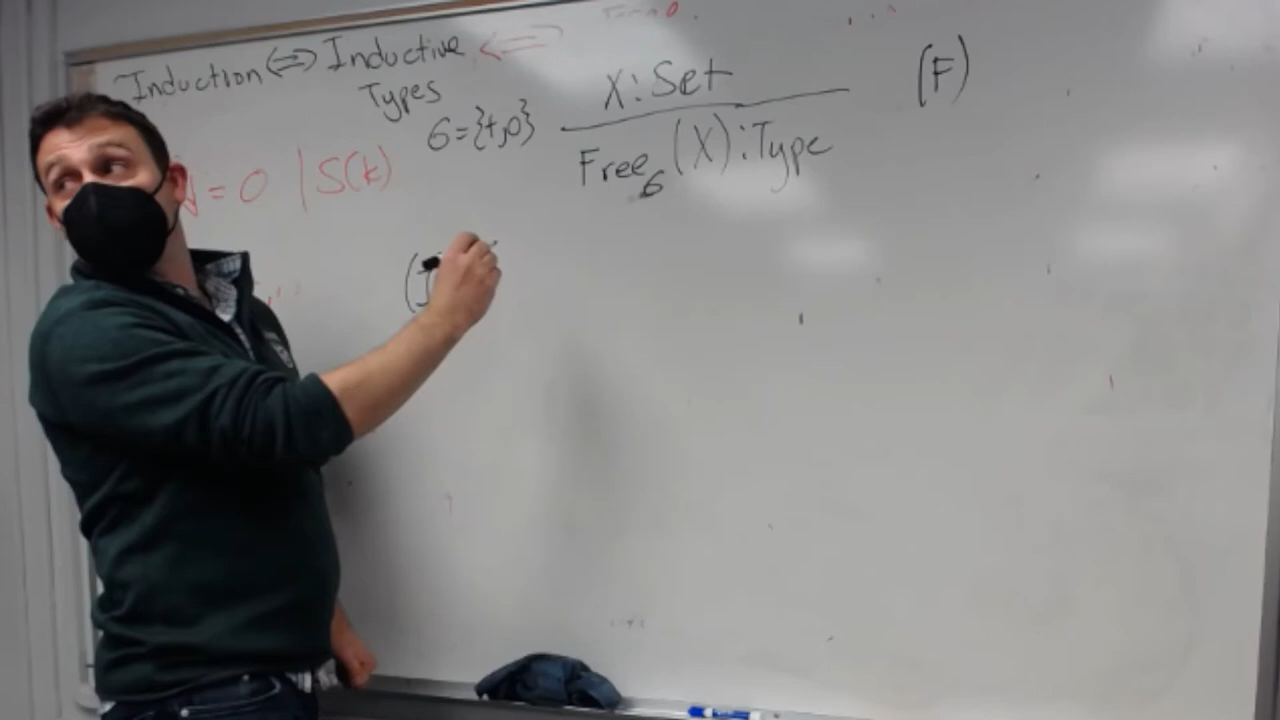 Induction ⟺ Inductive ⟺
Types
σ={+,0}
X:Set
Free_σ(X):Type
(F)
= 0 | S(k)
(I